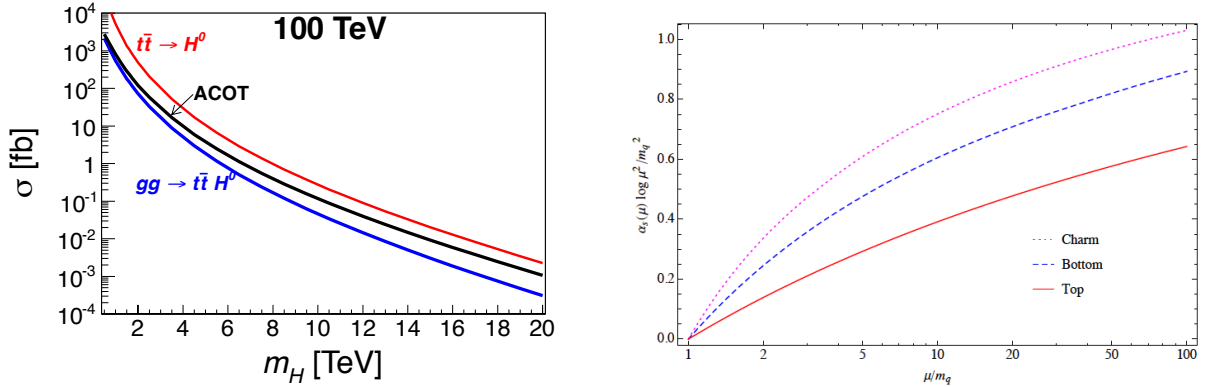 100 TeV
tt̄ → H⁰
ACOT
gg → tt̄ H⁰
σ [fb]
10⁴
10³
10²
10
1
10⁻¹
10⁻²
10⁻³
10⁻⁴
2 4 6 8 10 12 14 16 18 20
m_H [TeV]
α_s(μ) log μ²/m_q²
1.0
0.8
0.6
0.4
0.2
0.0
Charm
Bottom
Top
1 2 5 10 20 50 100
μ/m_q